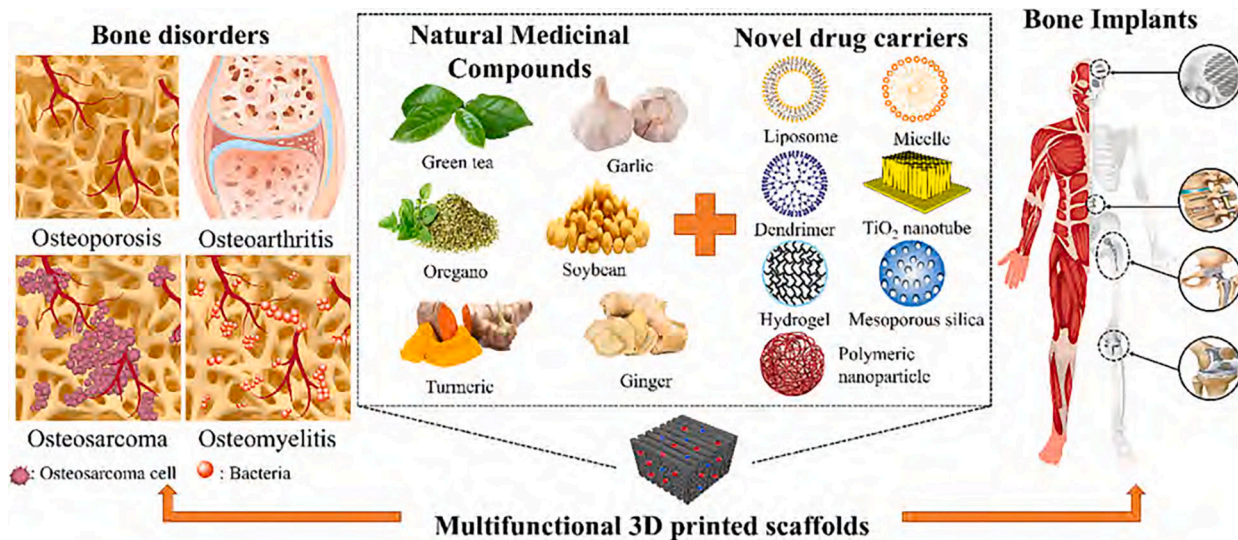 Bone disorders
Osteoporosis
Osteoarthritis
Osteosarcoma
Osteomyelitis
: Osteosarcoma cell
: Bacteria
Natural Medicinal
Compounds
Green tea
Garlic
Oregano
Soybean
Turmeric
Ginger
Novel drug carriers
Liposome
Micelle
Dendrimer
TiO₂ nanotube
Hydrogel
Mesoporous silica
Polymeric
nanoparticle
Bone Implants
Multifunctional 3D printed scaffolds